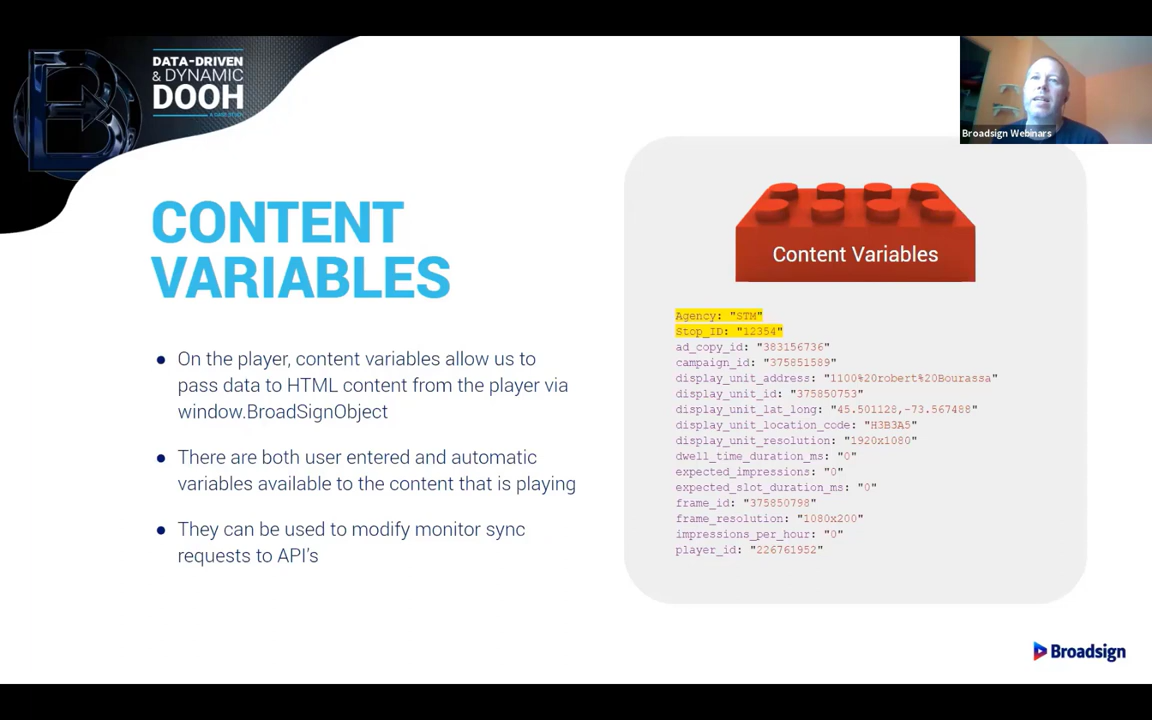 DATA-DRIVEN
& DYNAMIC
DOOH
A CASE STUDY
Broadsign Webinars
CONTENT
VARIABLES
● On the player, content variables allow us to
pass data to HTML content from the player via
window.BroadSignObject
● There are both user entered and automatic
variables available to the content that is playing
● They can be used to modify monitor sync
requests to API's
Content Variables
Agency: "STM"
Stop_ID: "12354"
ad_copy_id: "383156736"
campaign_id: "375851589"
display_unit_address: "1100%20robert%20Bourassa"
display_unit_id: "375850753"
display_unit_lat_long: "45.501128,-73.567488"
display_unit_location_code: "H3B3A5"
display_unit_resolution: "1920x1080"
dwell_time_duration_ms: "0"
expected_impressions: "0"
expected_slot_duration_ms: "0"
frame_id: "375850798"
frame_resolution: "1080x200"
impressions_per_hour: "0"
player_id: "226761952"
Broadsign